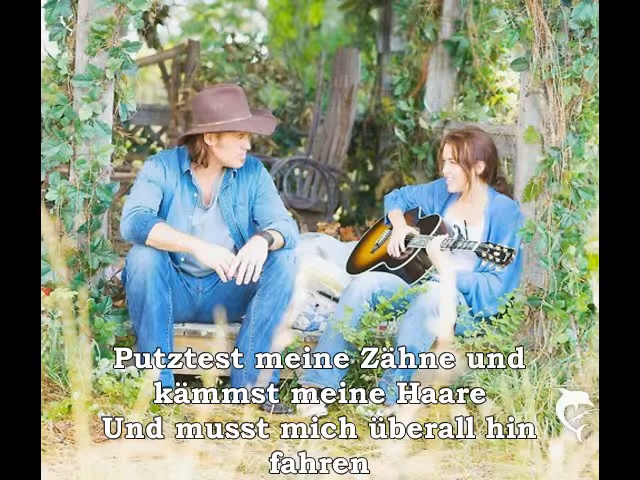 Putztest meine Zähne und
kämmst meine Haare
Und musst mich überall hin
fahren